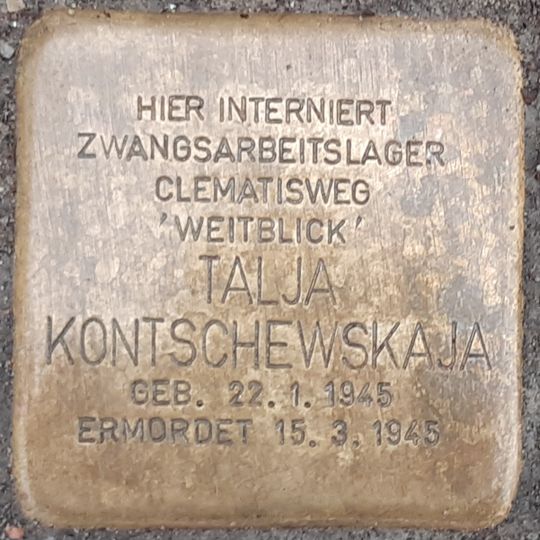 HIER INTERNIERT
ZWANGSARBEITSLAGER
CLEMATISWEG
'WEITBLICK'
TALJA
KONTSCHEWSKAJA
GEB. 22. 1. 1945
ERMORDET 15. 3. 1945